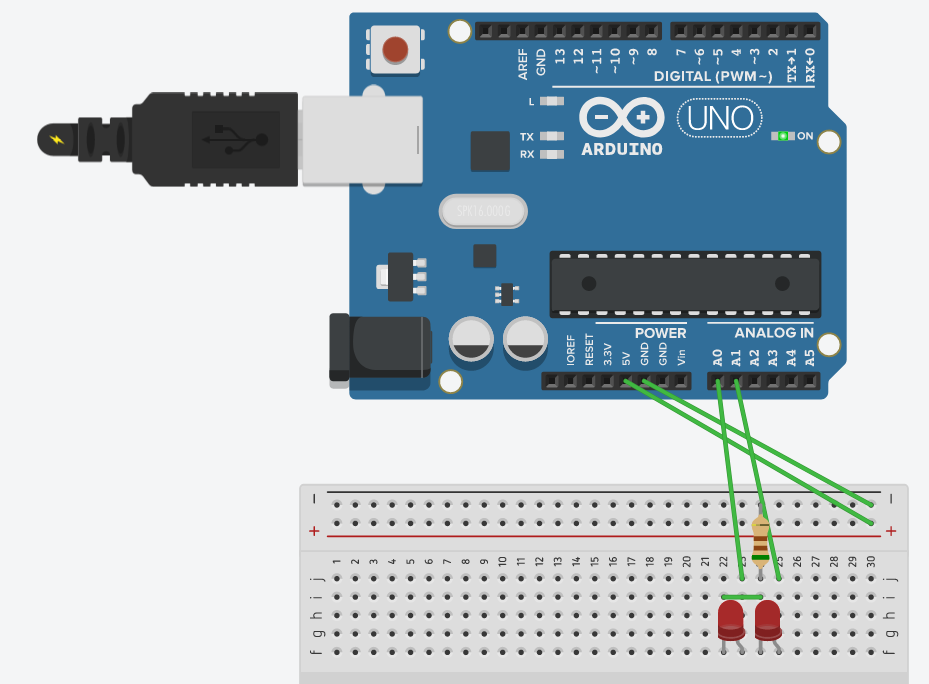 AREF GND 13 12 ~11 ~10 ~9 8 7 ~6 ~5 4 ~3 2 TX→1 RX←0
DIGITAL (PWM~)
L
TX
RX
ARDUINO
UNO
ON
SPK16.000G
POWER
ANALOG IN
IOREF RESET 3.3V 5V GND GND Vin A0 A1 A2 A3 A4 A5
− −
+ +
1 2 3 4 5 6 7 8 9 10 11 12 13 14 15 16 17 18 19 20 21 22 23 24 25 26 27 28 29 30
j j
i i
h h
g g
f f